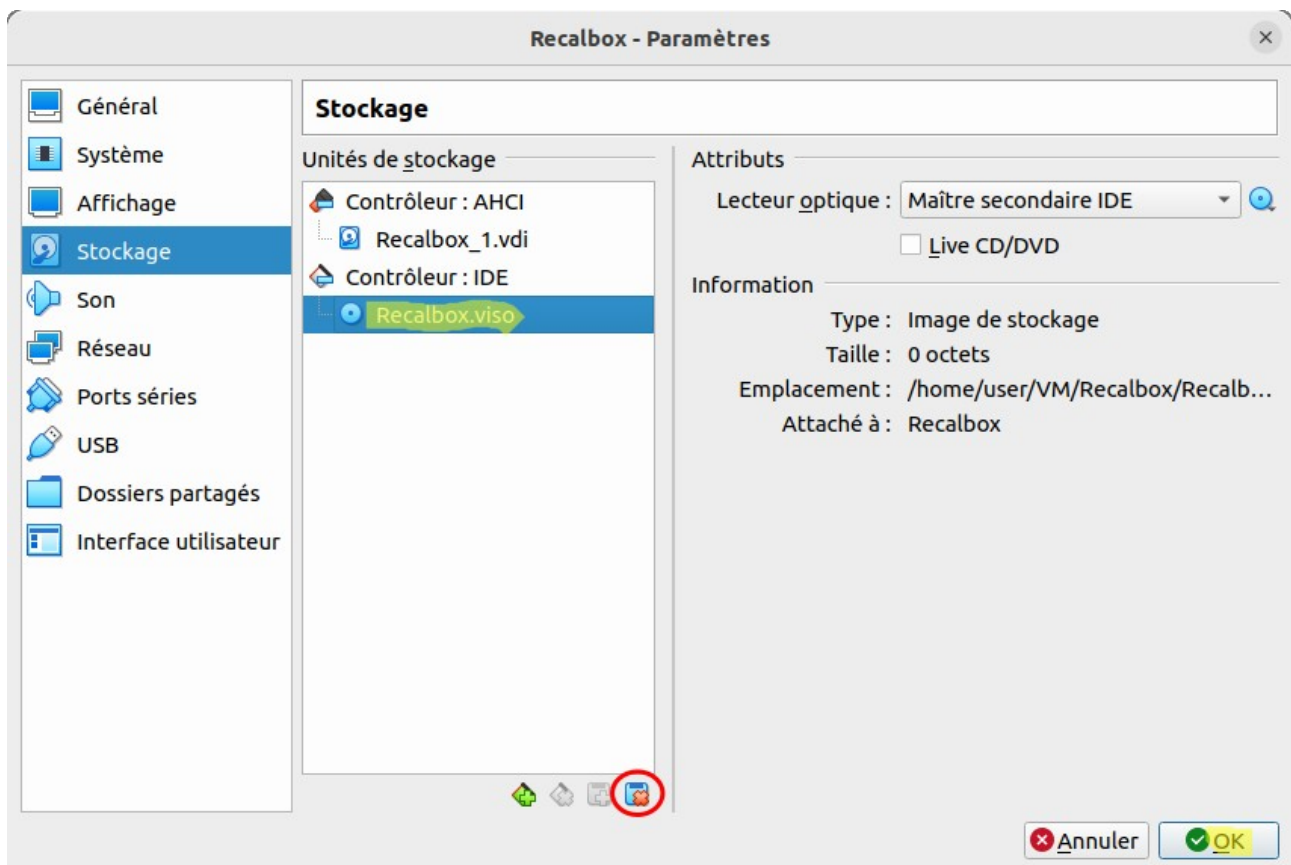 Recalbox - Paramètres
Général
Système
Affichage
Stockage
Son
Réseau
Ports séries
USB
Dossiers partagés
Interface utilisateur
Stockage
Unités de stockage
Contrôleur : AHCI
Recalbox_1.vdi
Contrôleur : IDE
Recalbox.viso
Attributs
Lecteur optique : Maître secondaire IDE
Live CD/DVD
Information
Type : Image de stockage
Taille : 0 octets
Emplacement : /home/user/VM/Recalbox/Recalb...
Attaché à : Recalbox
Annuler
OK